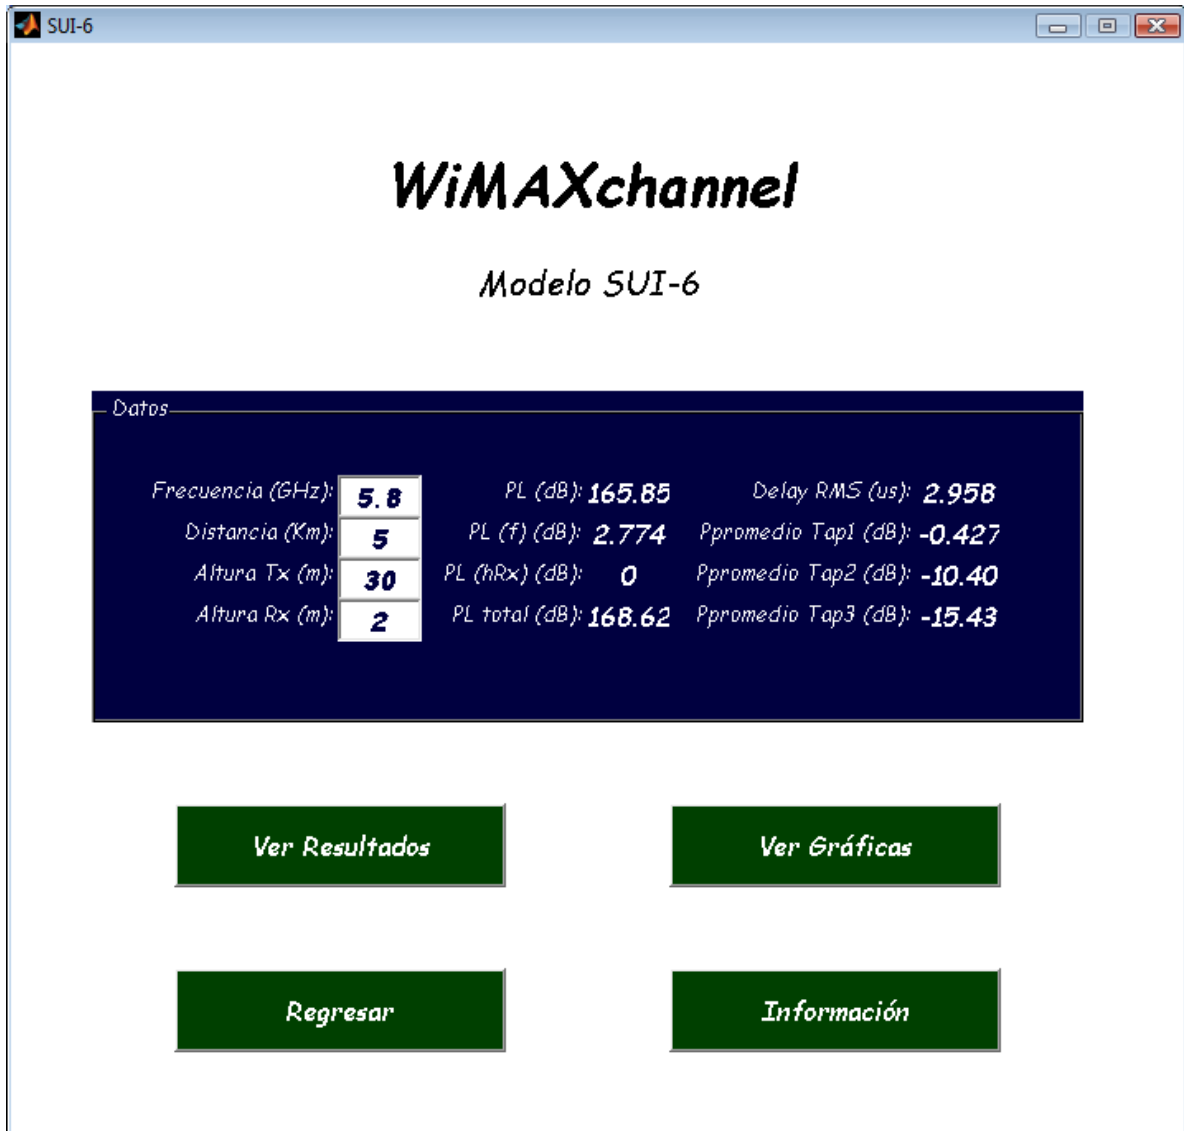 SUI-6
WiMAXchannel
Modelo SUI-6
Datos
Frecuencia (GHz): 5.8 PL (dB): 165.85 Delay RMS (us): 2.958
Distancia (Km): 5 PL (f) (dB): 2.774 Ppromedio Tap1 (dB): -0.427
Altura Tx (m): 30 PL (hRx) (dB): 0 Ppromedio Tap2 (dB): -10.40
Altura Rx (m): 2 PL total (dB): 168.62 Ppromedio Tap3 (dB): -15.43
Ver Resultados Ver Gráficas
Regresar Información